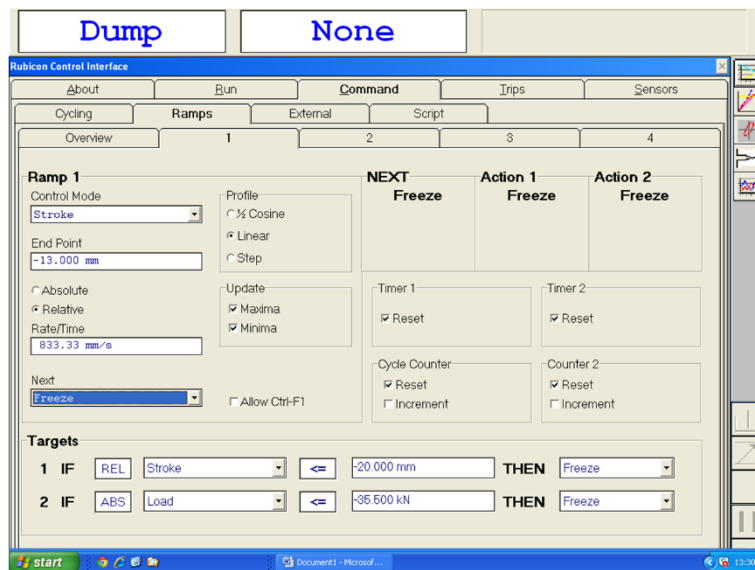 Dump None
Rubicon Control Interface
About Run Command Trips Sensors
Cycling Ramps External Script
Overview 1 2 3 4
Ramp 1 NEXT Action 1 Action 2
Control Mode Profile Freeze Freeze Freeze
Stroke ½ Cosine
End Point Linear
-13.000 mm Step
Absolute Update Timer 1 Timer 2
Relative Maxima Reset Reset
Rate/Time Minima
833.33 mm/s
Cycle Counter Counter 2
Next Reset Reset
Freeze Allow Ctrl-F1 Increment Increment
Targets
1 IF REL Stroke <= -20.000 mm THEN Freeze
2 IF ABS Load <= -35.500 kN THEN Freeze
start Document1 - Microsof... 13:30